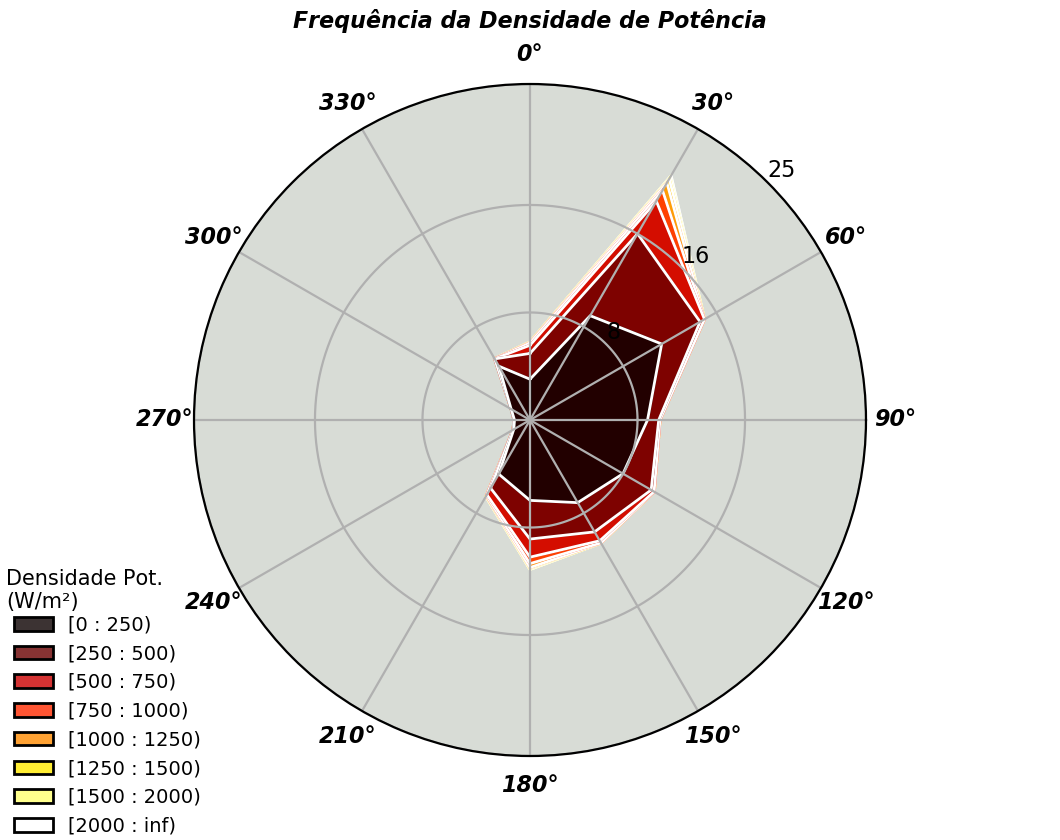 Frequência da Densidade de Potência
0°
330°
30°
25
300°
60°
16
8
270°
90°
240°
120°
210°
150°
180°
Densidade Pot.
(W/m²)
[0 : 250)
[250 : 500)
[500 : 750)
[750 : 1000)
[1000 : 1250)
[1250 : 1500)
[1500 : 2000)
[2000 : inf)